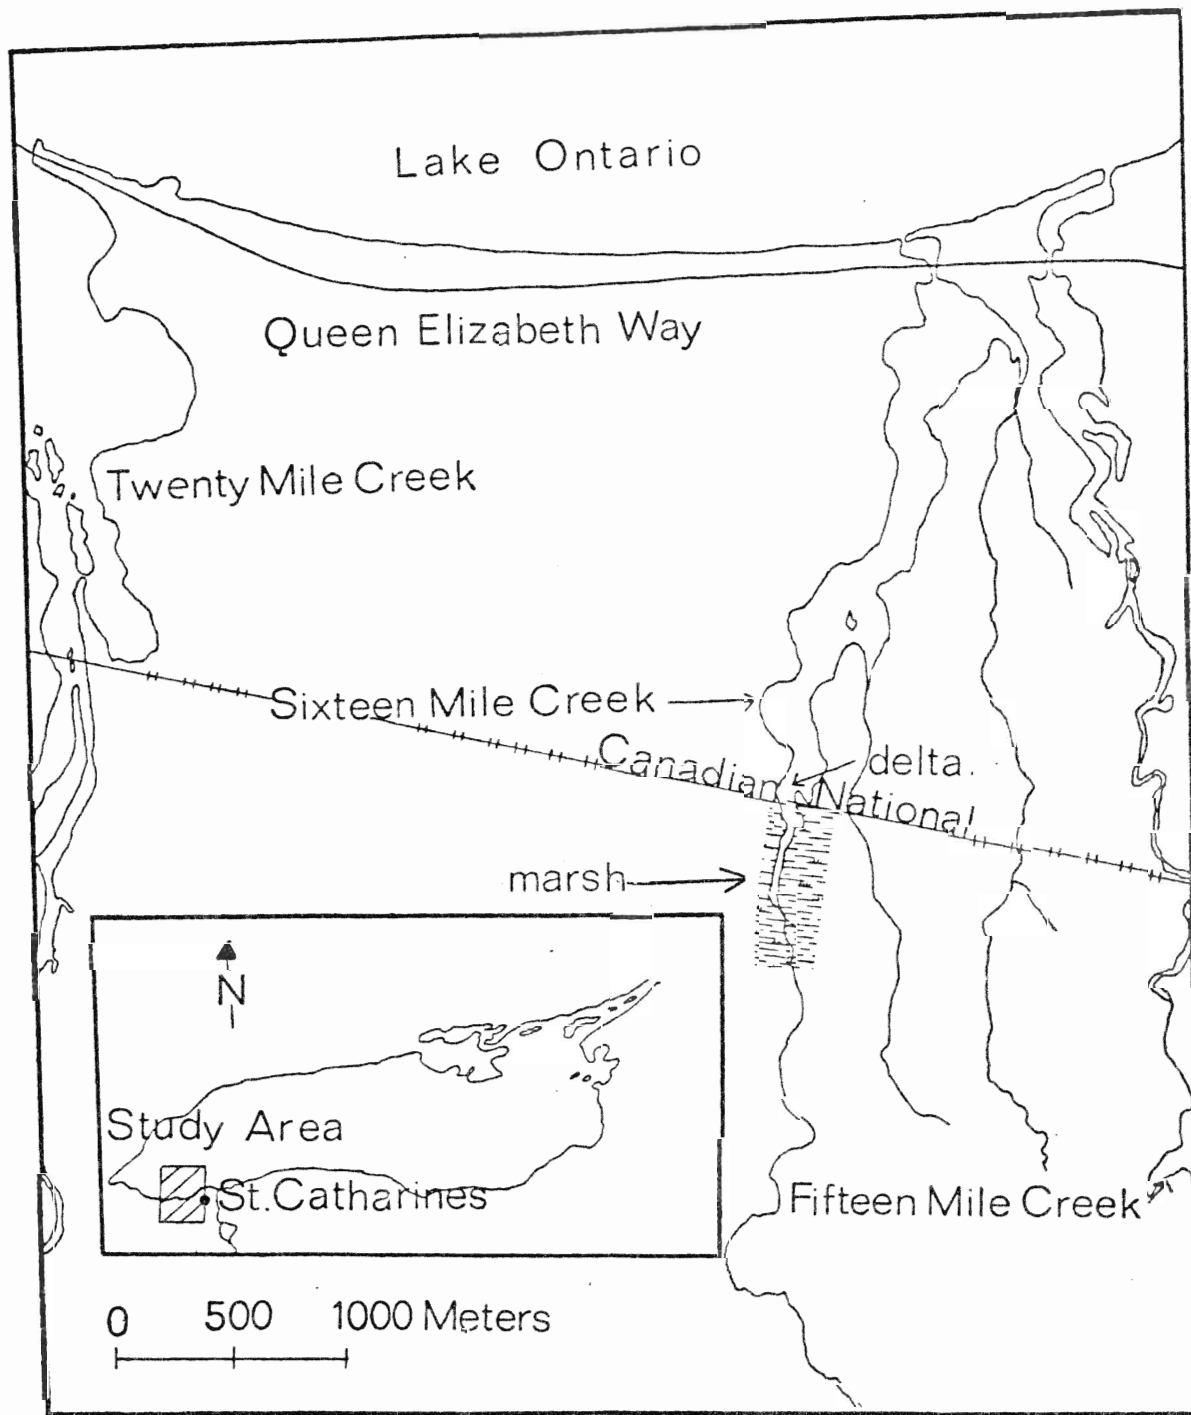 Lake Ontario
Queen Elizabeth Way
Twenty Mile Creek
Sixteen Mile Creek
Canadian National
delta.
marsh
N
Study Area
St. Catharines
Fifteen Mile Creek
0 500 1000 Meters